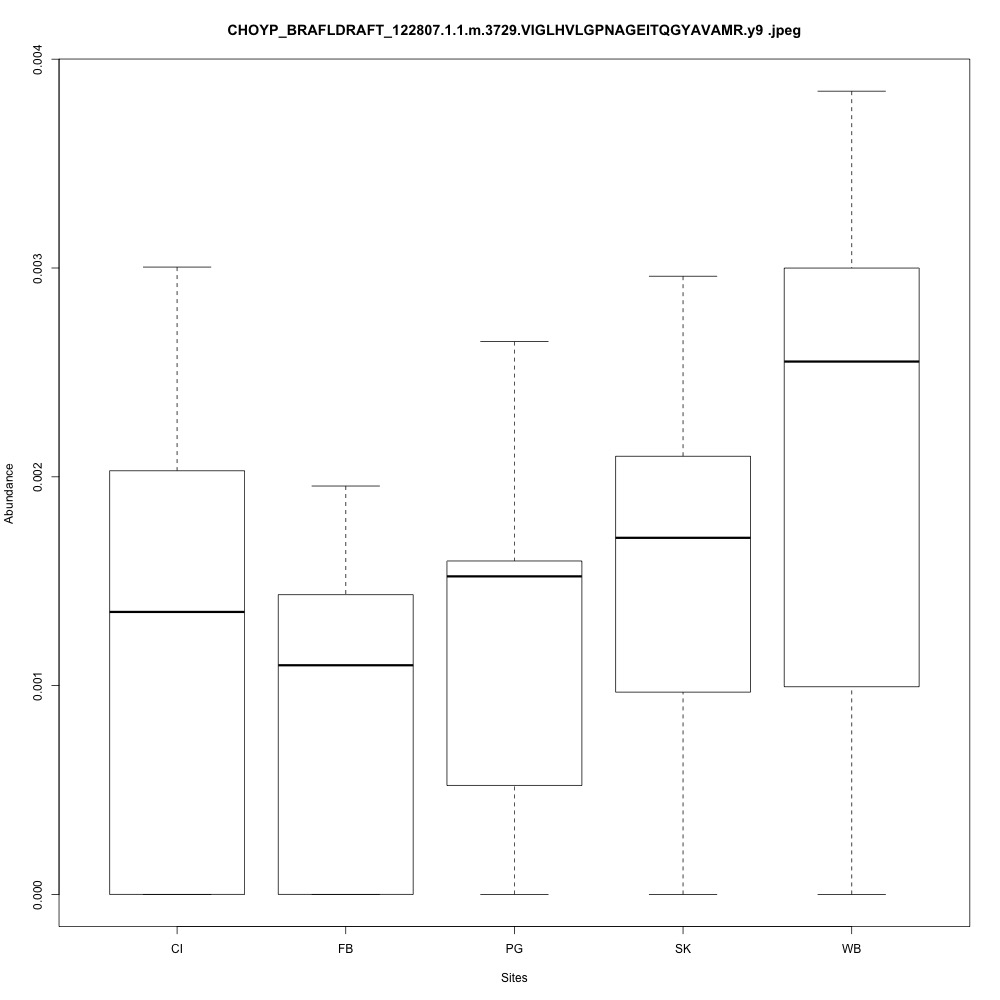 CHOYP_BRAFLDRAFT_122807.1.1.m.3729.VIGLHVLGPNAGEITQGYAVAMR.y9 .jpeg
0.004
0.003
0.002
0.001
0.000
Abundance
CI FB PG SK WB
Sites